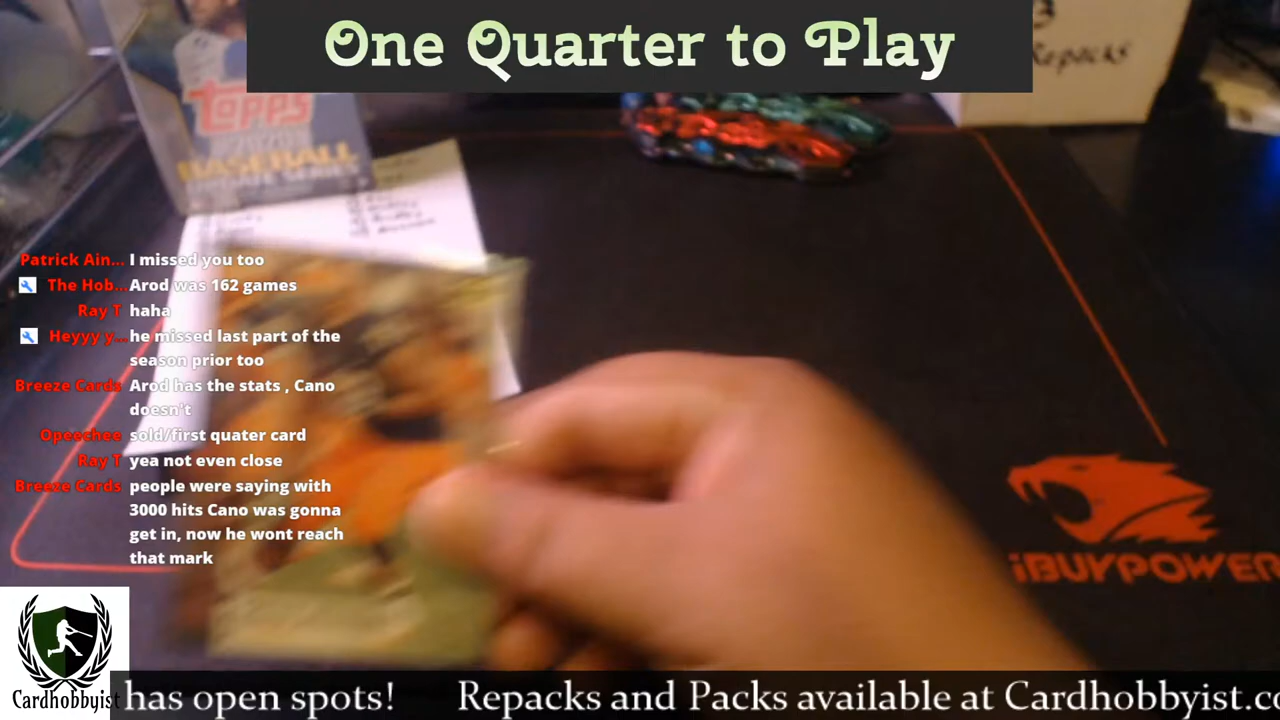 One Quarter to Play
3
Repacks
TOPPS
BASEBALL
Patrick Ain... I missed you too
The Hob... Arod was 162 games
Ray T haha
Heyyy y... he missed last part of the
season prior too
Breeze Cards Arod has the stats , Cano
doesn't
Opeechee sold/first quater card
Ray T yea not even close
Breeze Cards people were saying with
3000 hits Cano was gonna
get in, now he wont reach
that mark
iBUYPOWER
Cardhobbyist
has open spots! Repacks and Packs available at Cardhobbyist.co